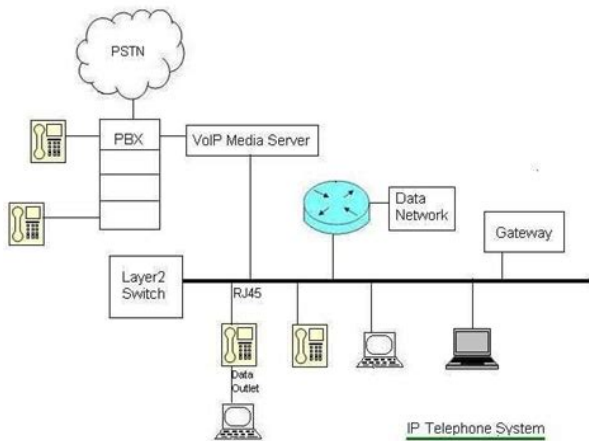 PSTN
PBX
VoIP Media Server
Data
Network
Gateway
Layer2
Switch
RJ45
Data
Outlet
IP Telephone System